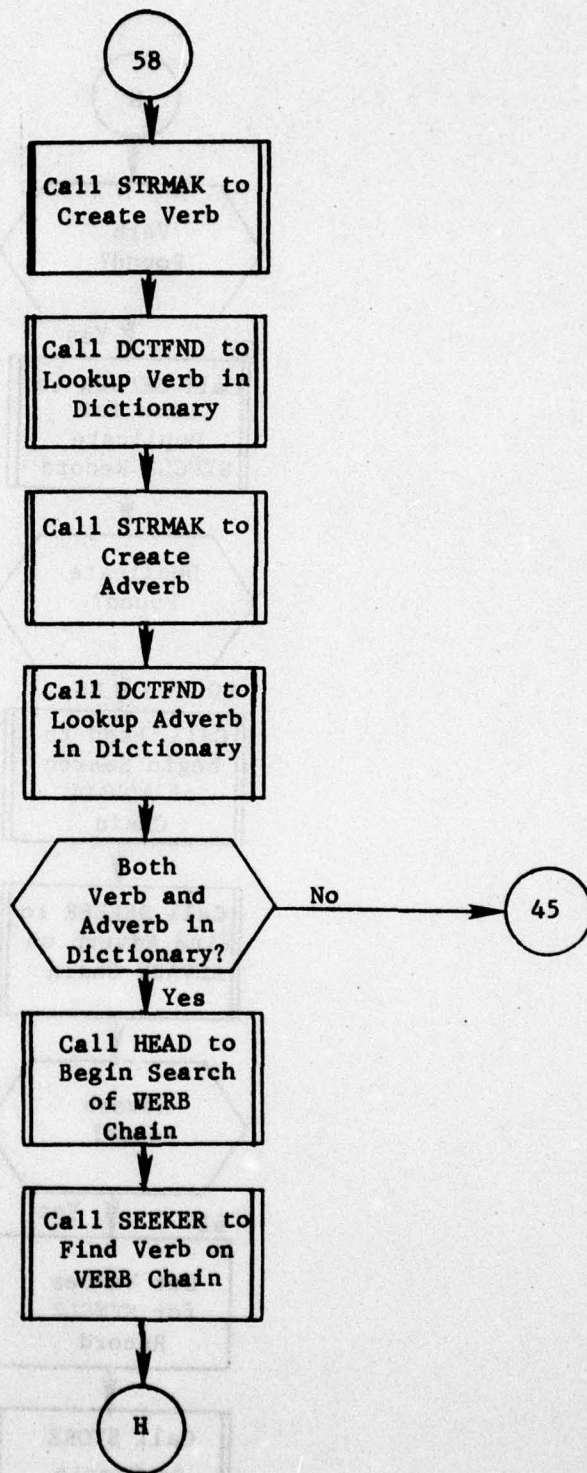 58
Call STRMAK to
Create Verb
Call DCTFND to
Lookup Verb in
Dictionary
Call STRMAK to
Create
Adverb
Call DCTFND to
Lookup Adverb
in Dictionary
Both
Verb and
Adverb in
Dictionary?
No
45
Yes
Call HEAD to
Begin Search
of VERB
Chain
Call SEEKER to
Find Verb on
VERB Chain
H